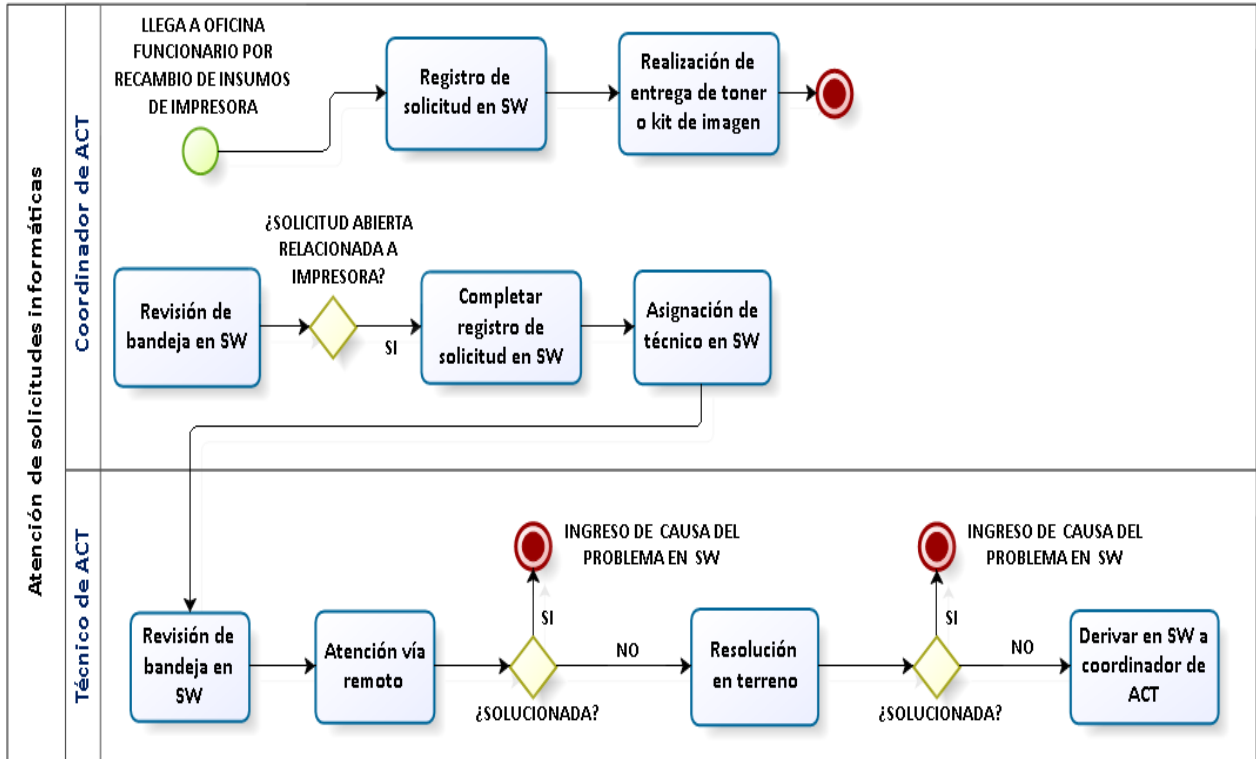 Atención de solicitudes informáticas
Coordinador de ACT
LLEGA A OFICINA
FUNCIONARIO POR
RECAMBIO DE INSUMOS
DE IMPRESORA
Registro de
solicitud en SW
Realización de
entrega de toner
o kit de imagen
Revisión de
bandeja en SW
¿SOLICITUD ABIERTA
RELACIONADA A
IMPRESORA?
SI
Completar
registro de
solicitud en SW
Asignación de
técnico en SW
Técnico de ACT
Revisión de
bandeja en
SW
Atención vía
remoto
¿SOLUCIONADA?
SI
INGRESO DE CAUSA DEL
PROBLEMA EN SW
NO
Resolución
en terreno
¿SOLUCIONADA?
SI
INGRESO DE CAUSA DEL
PROBLEMA EN SW
NO
Derivar en SW a
coordinador de
ACT